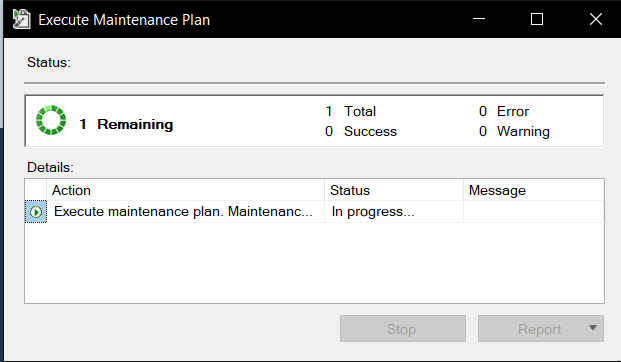 Execute Maintenance Plan
Status:
1 Remaining
1 Total
0 Error
0 Success
0 Warning
Details:
Action Status Message
Execute maintenance plan. Maintenanc... In progress...
Stop Report